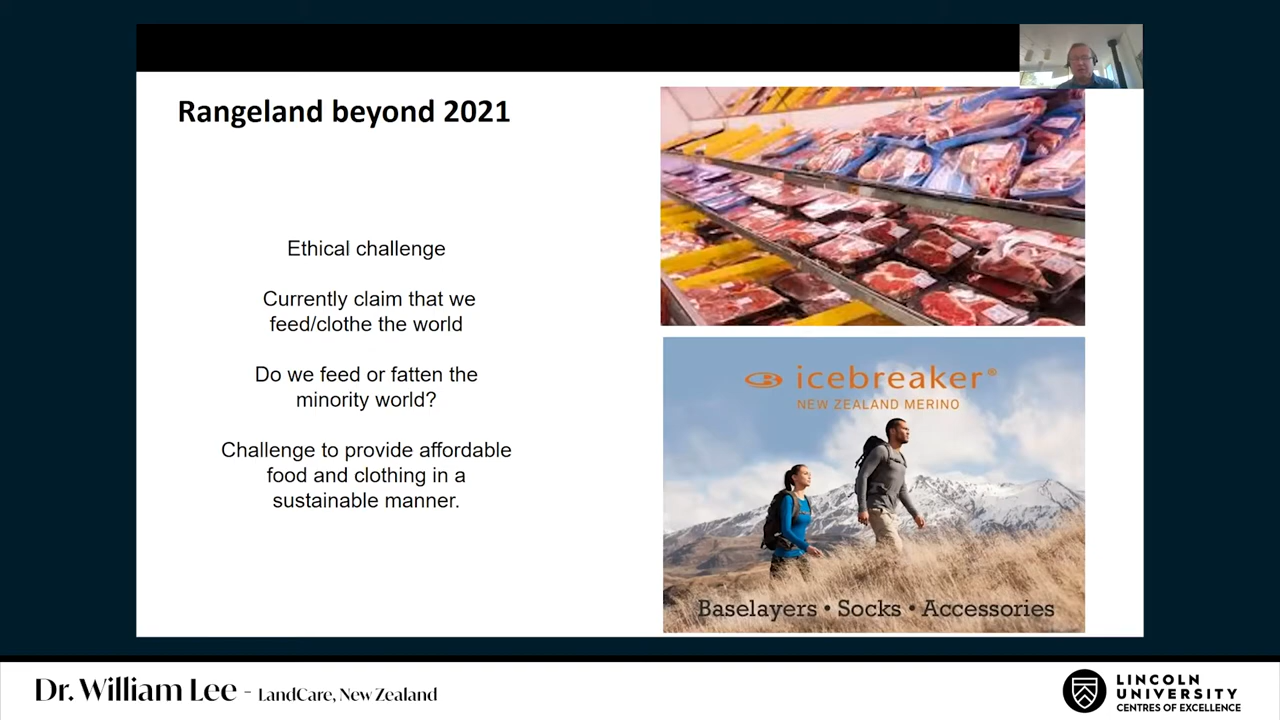 Rangeland beyond 2021
Ethical challenge
Currently claim that we
feed/clothe the world
Do we feed or fatten the
minority world?
Challenge to provide affordable
food and clothing in a
sustainable manner.
icebreaker®
NEW ZEALAND MERINO
Baselayers • Socks • Accessories
Dr. William Lee - LandCare, New Zealand
LINCOLN
UNIVERSITY
CENTRES OF EXCELLENCE